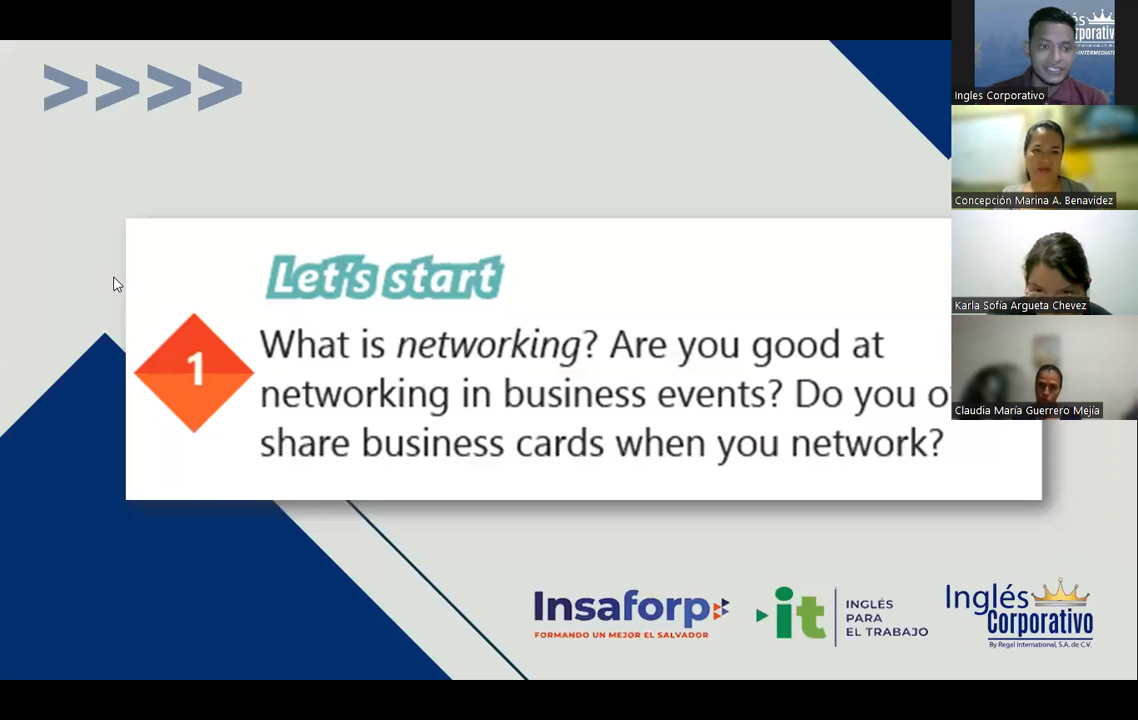 >>>>
Let's start
1
What is networking? Are you good at
networking in business events? Do you
share business cards when you network?
Insaforp
FORMANDO UN MEJOR EL SALVADOR
it
INGLÉS
PARA
EL TRABAJO
Inglés
Corporativo
By Regal International, S.A. de C.V.
Ingles Corporativo
Concepción Marina A. Benavidez
Karla Sofía Argueta Chevez
Claudia María Guerrero Mejía